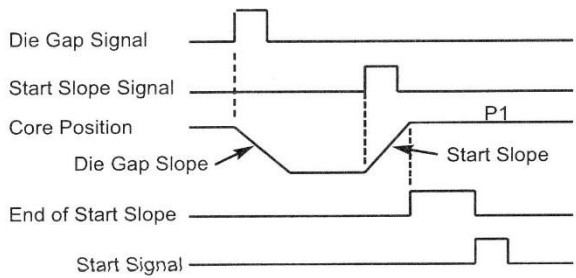 Die Gap Signal
Start Slope Signal
Core Position
P1
Die Gap Slope
Start Slope
End of Start Slope
Start Signal